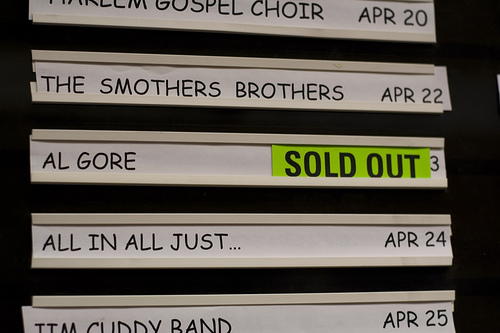 HARLEM GOSPEL CHOIR APR 20
THE SMOTHERS BROTHERS APR 22
AL GORE SOLD OUT 3
ALL IN ALL JUST... APR 24
JIM CUDDY BAND APR 25